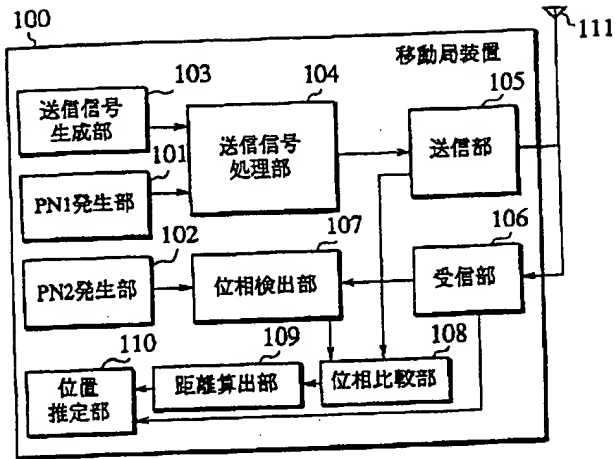 100
111
移動局装置
103
送信信号
生成部
104
送信信号
処理部
105
送信部
101
PN1発生部
102
PN2発生部
107
位相検出部
106
受信部
110
位置
推定部
109
距離算出部
108
位相比較部